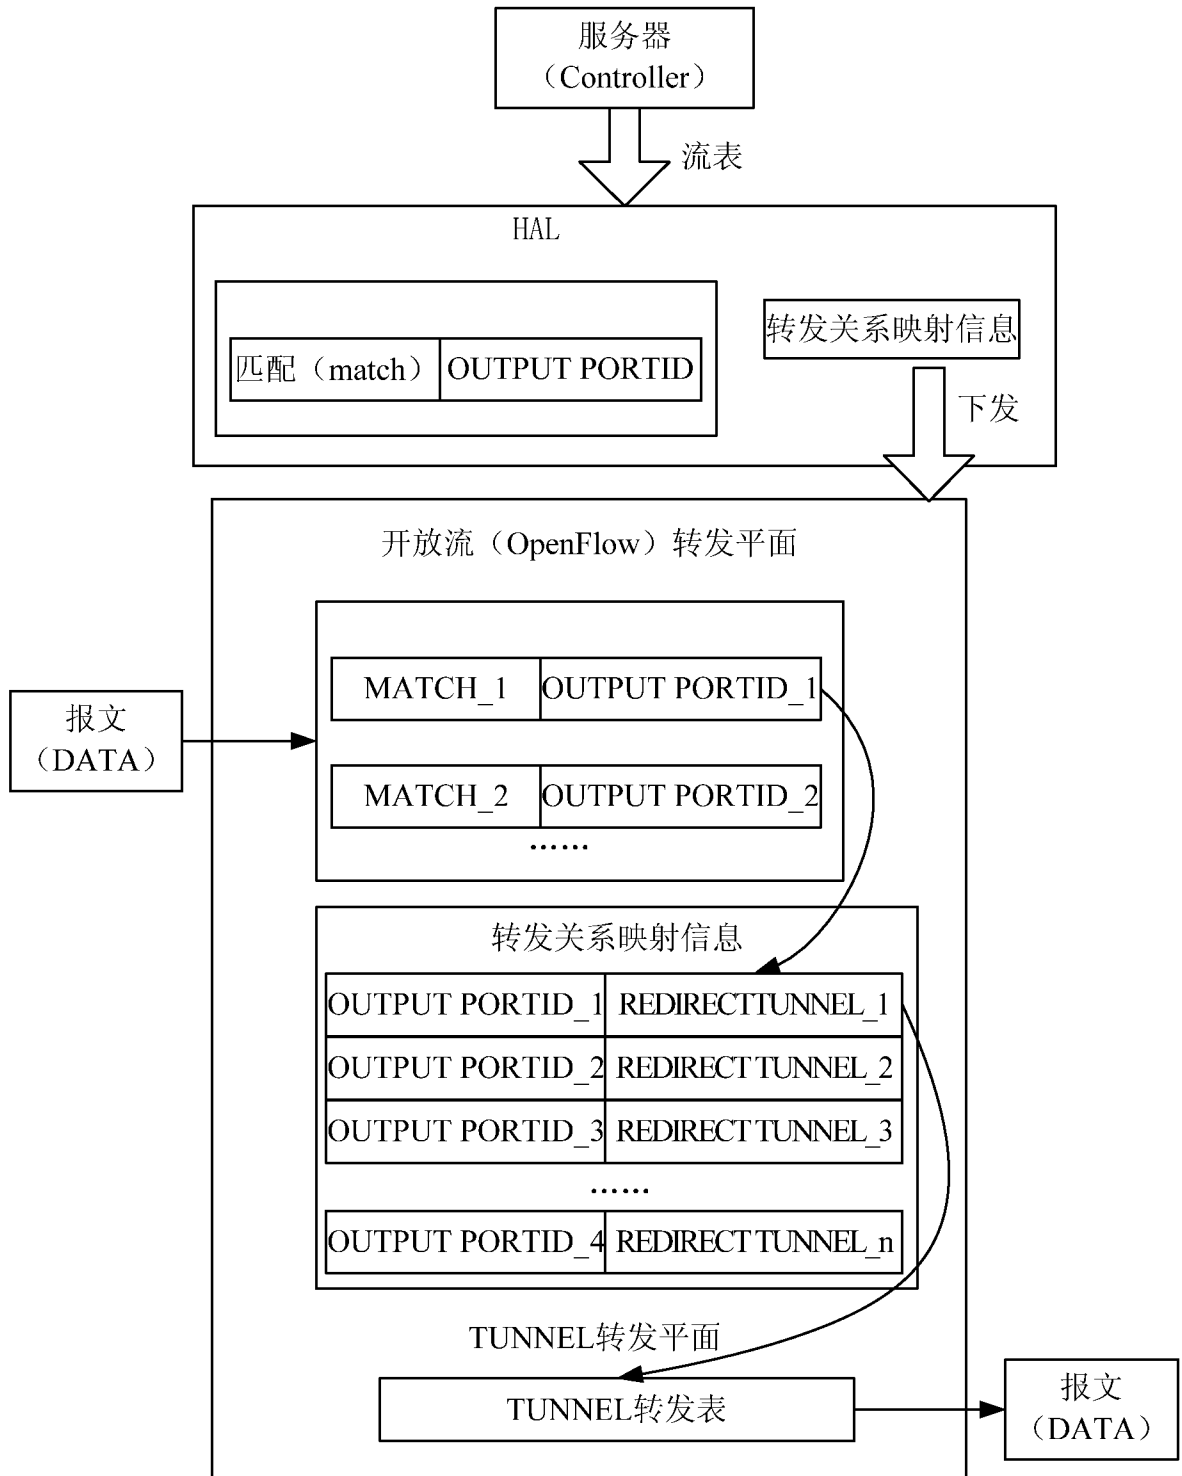 服务器
（Controller）
流表
HAL
匹配（match） OUTPUT PORTID
转发关系映射信息
下发
开放流（OpenFlow）转发平面
MATCH_1 OUTPUT PORTID_1
报文
（DATA）
MATCH_2 OUTPUT PORTID_2
……
转发关系映射信息
OUTPUT PORTID_1 REDIRECT TUNNEL_1
OUTPUT PORTID_2 REDIRECT TUNNEL_2
OUTPUT PORTID_3 REDIRECT TUNNEL_3
……
OUTPUT PORTID_4 REDIRECT TUNNEL_n
TUNNEL转发平面
TUNNEL转发表
报文
（DATA）